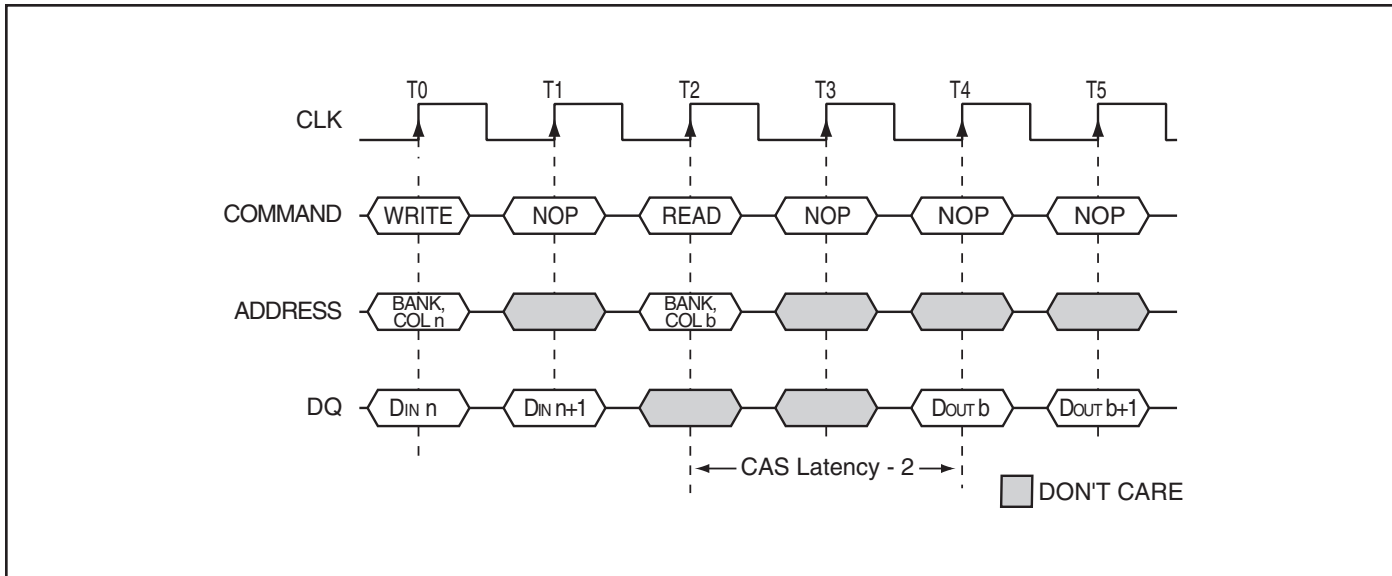 T0 T1 T2 T3 T4 T5
CLK
COMMAND WRITE NOP READ NOP NOP NOP
ADDRESS BANK, COL n BANK, COL b
DQ DIN n DIN n+1 DOUT b DOUT b+1
CAS Latency - 2
DON'T CARE